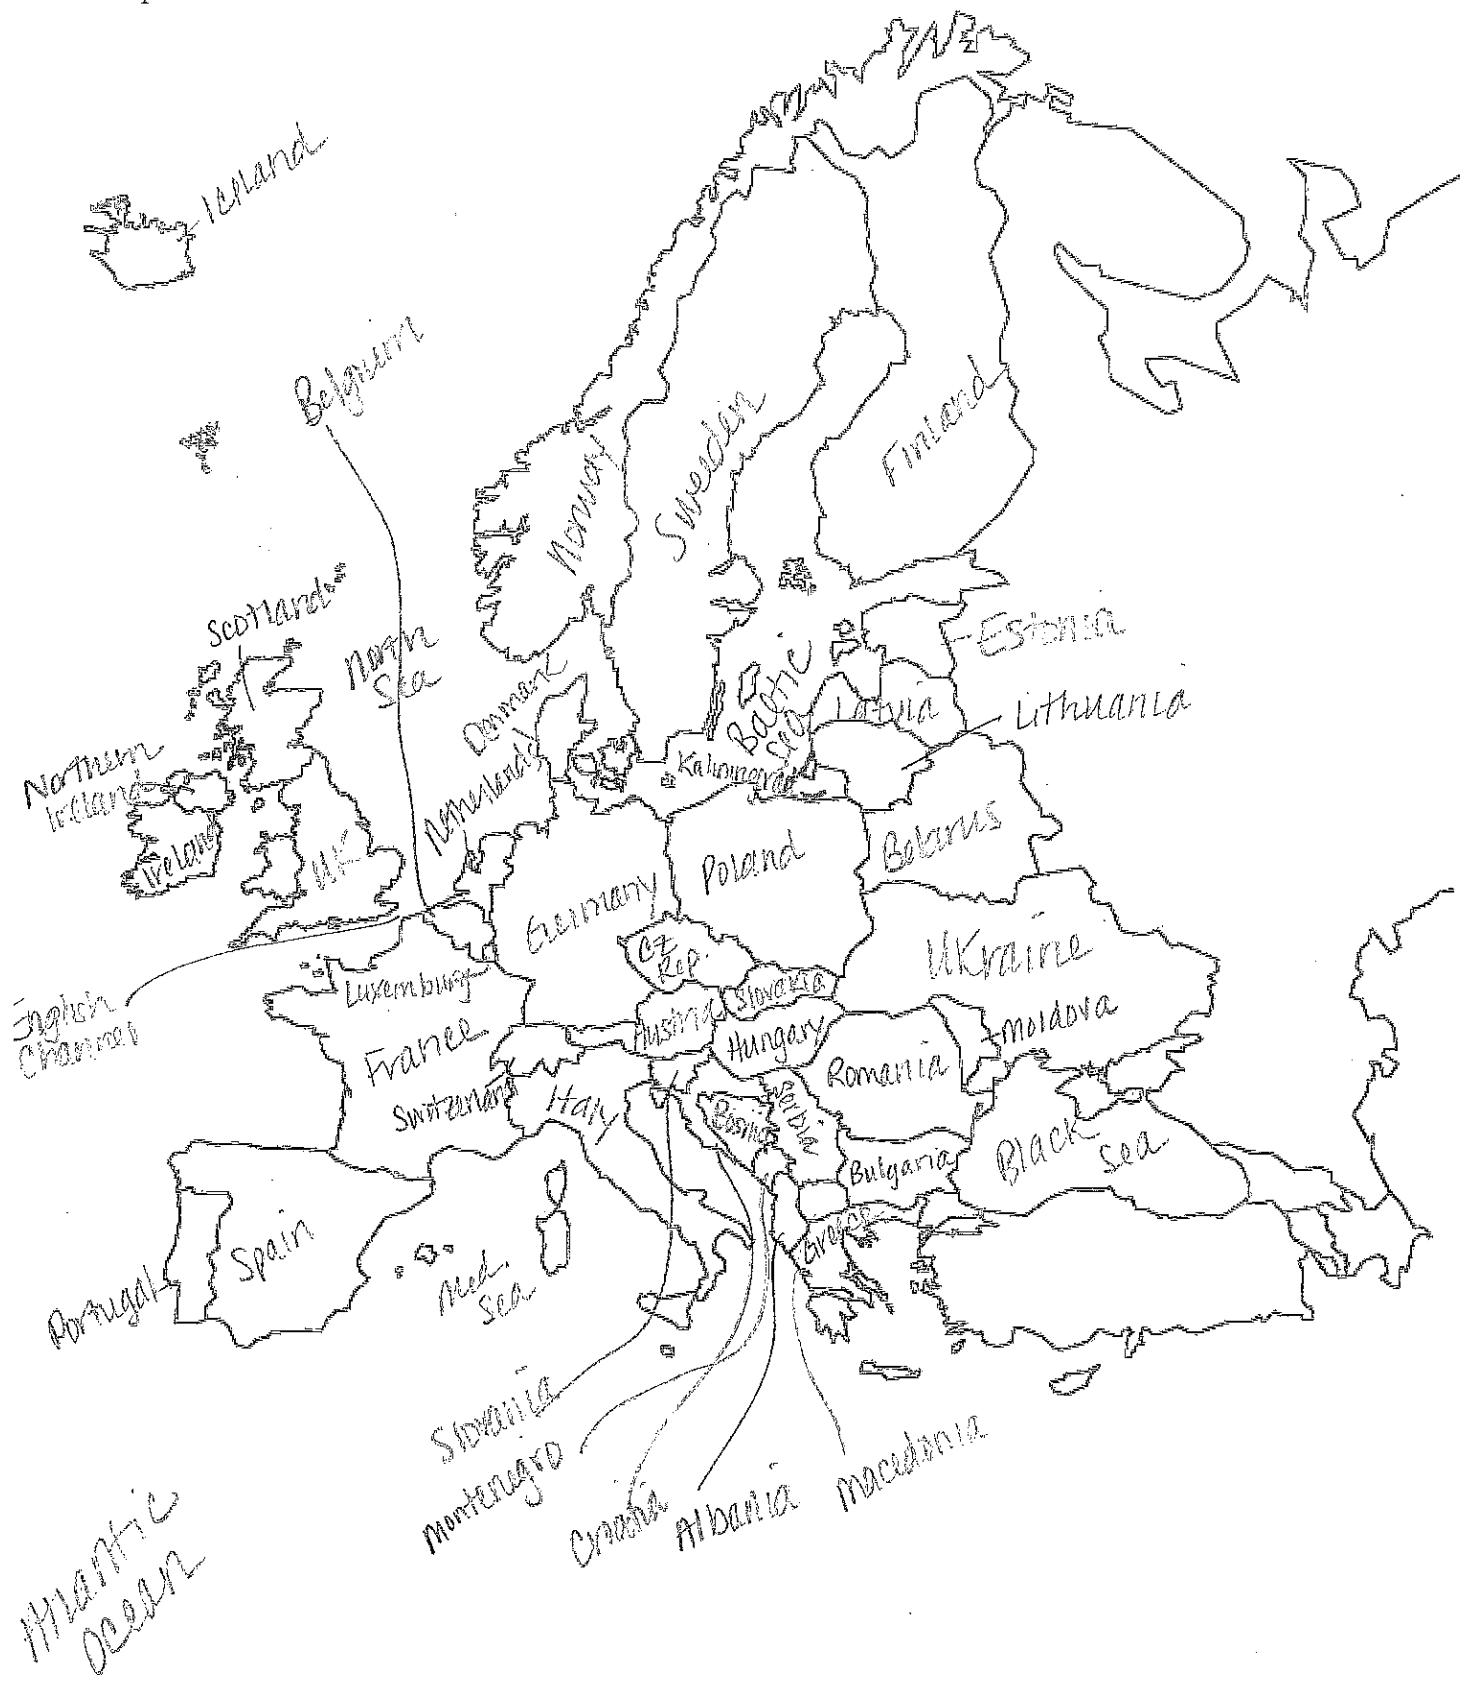 Iceland
Belgium
Norway
Sweden
Finland
Scotland
North
Sea
Denmark
Baltic
Sea
Estonia
Latvia
Lithuania
Northern
Ireland
Ireland
UK
Netherlands
Kaliningrad
Poland
Belarus
Germany
Cz
Rep.
Ukraine
English
Channel
Luxemburg
France
Switzerland
Austria
Slovakia
Hungary
Romania
Moldova
Italy
Bosnia
Serbia
Bulgaria
Black
Sea
Portugal
Spain
Med.
Sea
Greece
Slovania
Montenegro
Croatia
Albania
Macedonia
Atlantic
Ocean